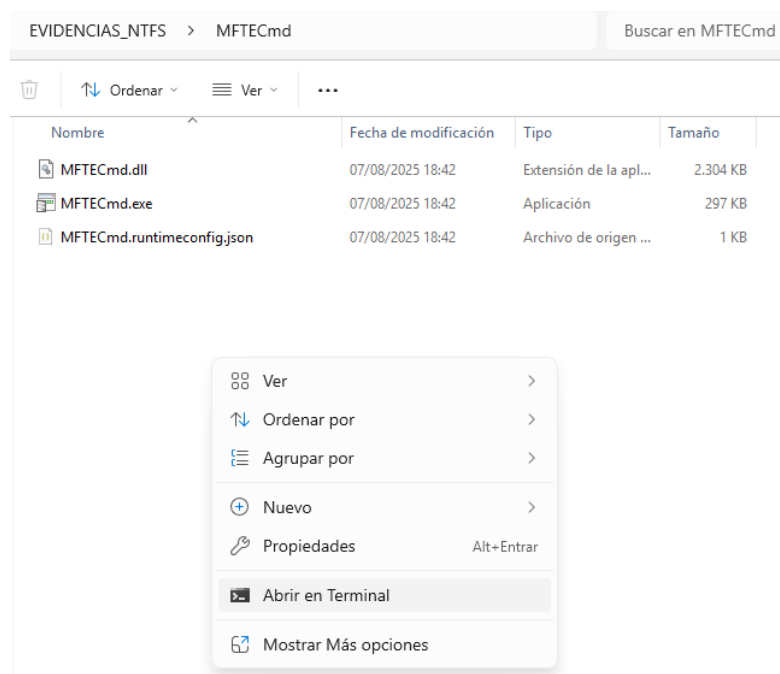 EVIDENCIAS_NTFS > MFTECmd
Buscar en MFTECmd
Ordenar Ver ...
Nombre Fecha de modificación Tipo Tamaño
MFTECmd.dll 07/08/2025 18:42 Extensión de la apl... 2.304 KB
MFTECmd.exe 07/08/2025 18:42 Aplicación 297 KB
MFTECmd.runtimeconfig.json 07/08/2025 18:42 Archivo de origen ... 1 KB
Ver
Ordenar por
Agrupar por
Nuevo
Propiedades Alt+Entrar
Abrir en Terminal
Mostrar Más opciones